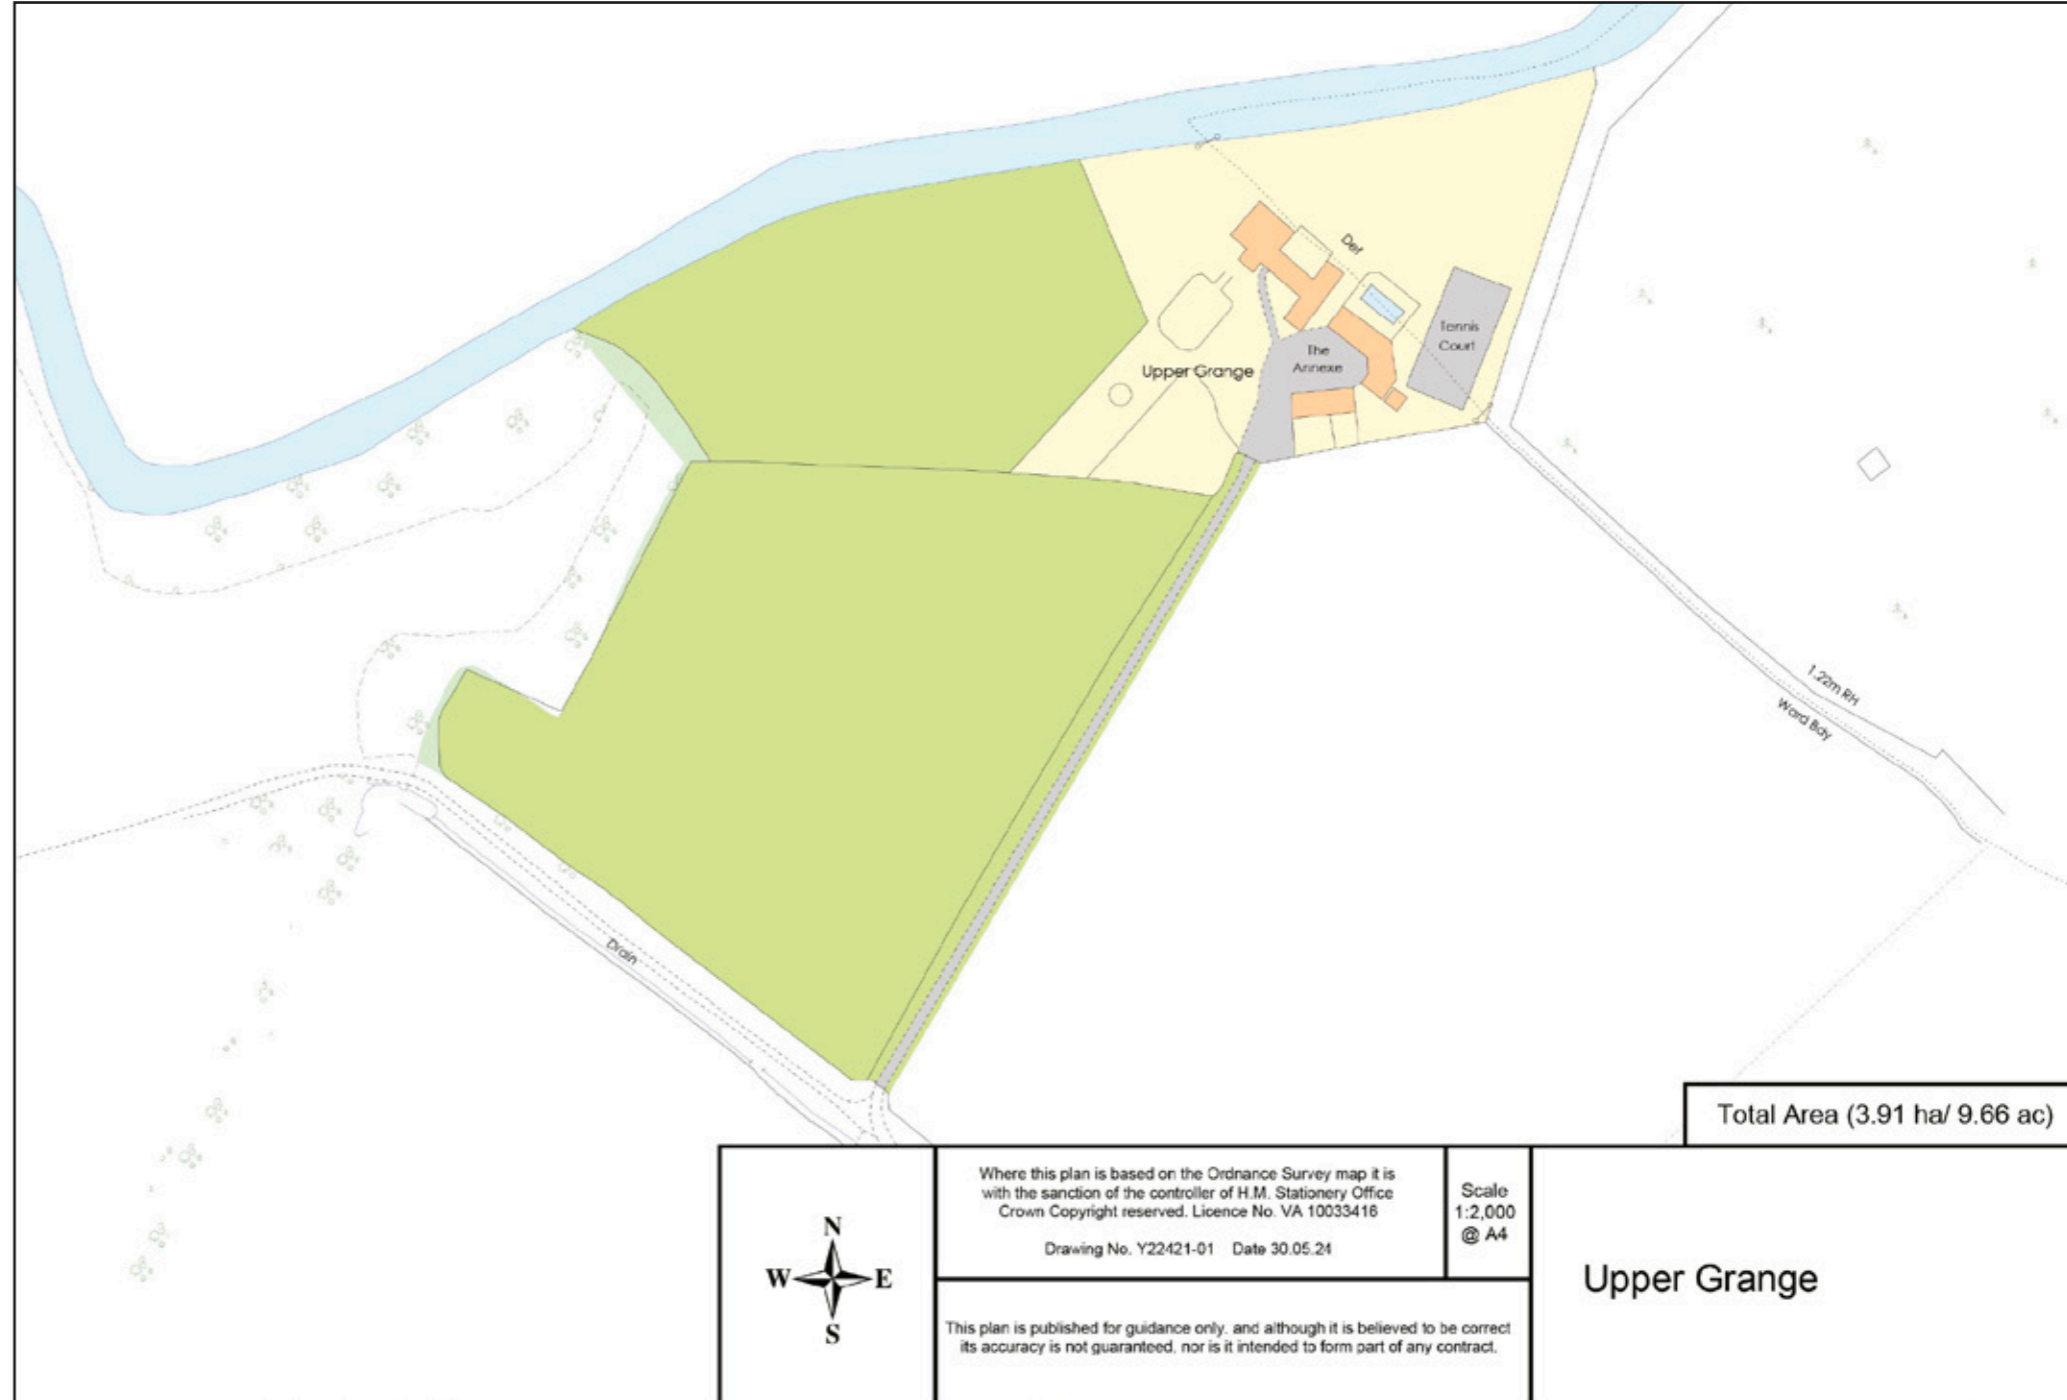 Def
Tennis
Court
The
Annexe
Upper Grange
1.22m RH
Ward Bdy
Drain
Total Area (3.91 ha/ 9.66 ac)
N
W E
S
Where this plan is based on the Ordnance Survey map it is
with the sanction of the controller of H.M. Stationery Office
Crown Copyright reserved. Licence No. VA 10033416
Drawing No. Y22421-01 Date 30.05.24
Scale
1:2,000
@ A4
This plan is published for guidance only, and although it is believed to be correct
its accuracy is not guaranteed, nor is it intended to form part of any contract.
Upper Grange